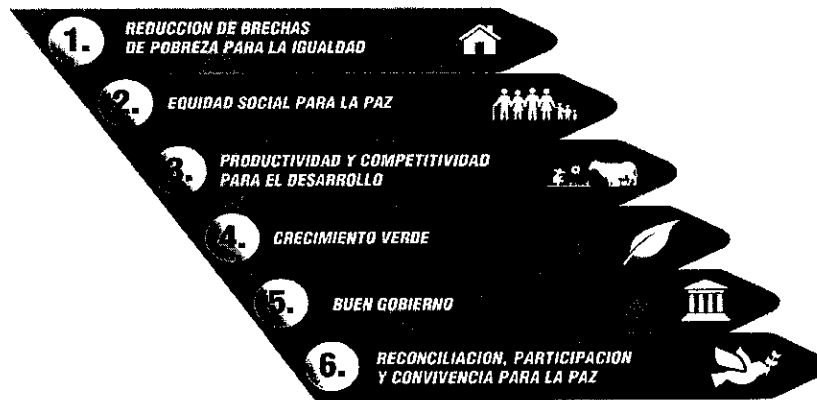 1. REDUCCION DE BRECHAS
DE POBREZA PARA LA IGUALDAD
2. EQUIDAD SOCIAL PARA LA PAZ
3. PRODUCTIVIDAD Y COMPETITIVIDAD
PARA EL DESARROLLO
4. CRECIMIENTO VERDE
5. BUEN GOBIERNO
6. RECONCILIACION, PARTICIPACION
Y CONVIVENCIA PARA LA PAZ